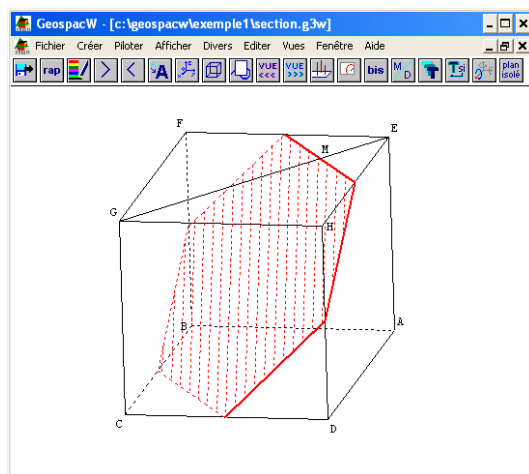 GeospacW - [c:\geospacw\exemple1\section.g3w]
Fichier Créer Piloter Afficher Divers Editer Vues Fenêtre Aide
rap A VUE <<< VUE >>> bis M/D T si plan isolé
F
E
M
G
H
B
A
C
D